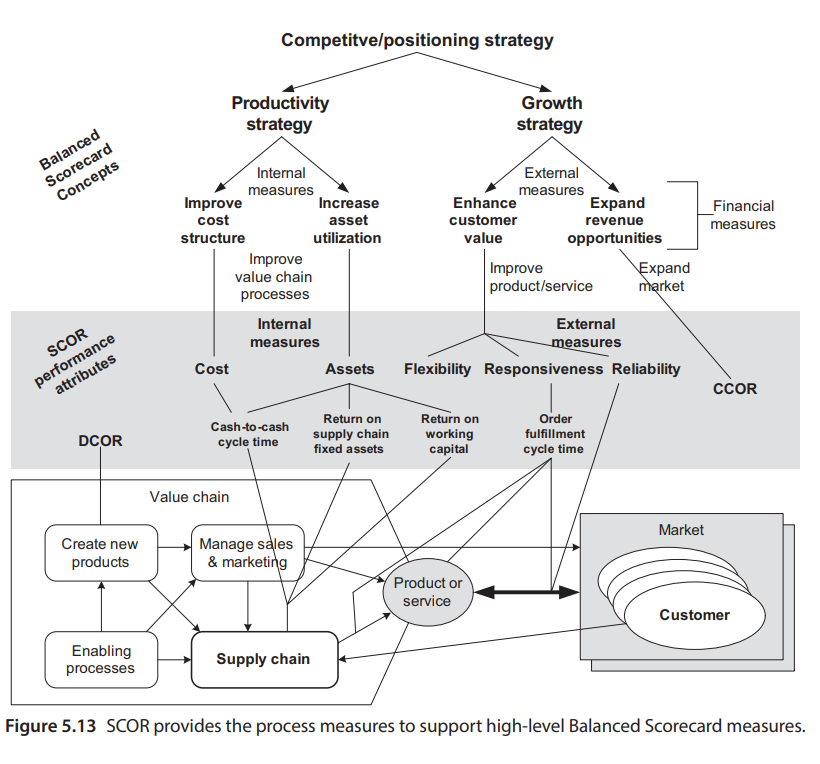 Competitve/positioning strategy
Productivity
strategy
Growth
strategy
Balanced
Scorecard
Concepts
Internal
measures
External
measures
Improve
cost
structure
Increase
asset
utilization
Enhance
customer
value
Expand
revenue
opportunities
Financial
measures
Improve
value chain
processes
Improve
product/service
Expand
market
SCOR
performance
attributes
Internal
measures
External
measures
Cost
Assets
Flexibility
Responsiveness
Reliability
CCOR
DCOR
Cash-to-cash
cycle time
Return on
supply chain
fixed assets
Return on
working
capital
Order
fulfillment
cycle time
Value chain
Create new
products
Manage sales
& marketing
Product or
service
Market
Customer
Enabling
processes
Supply chain
Figure 5.13 SCOR provides the process measures to support high-level Balanced Scorecard measures.